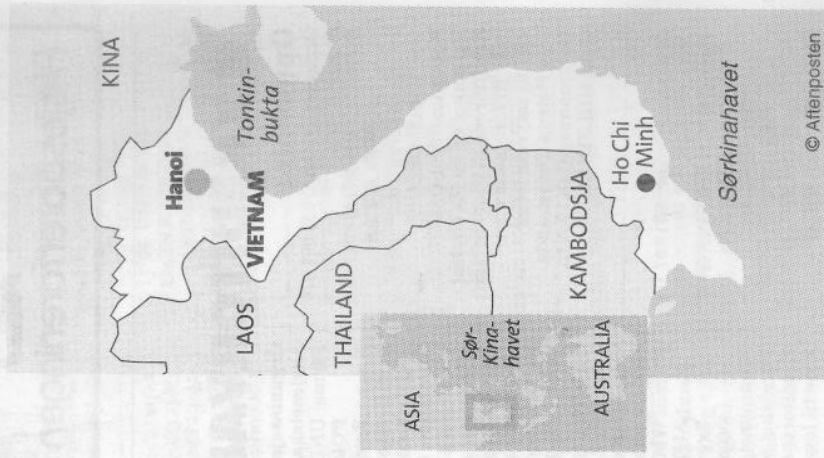 KINA
Tonkin-
bukta
Hanoi
VIETNAM
LAOS
THAILAND
KAMBODSJA
Ho Chi
Minh
Sørkinahavet
ASIA
Sør-
Kina-
havet
AUSTRALIA
© Aftenposten